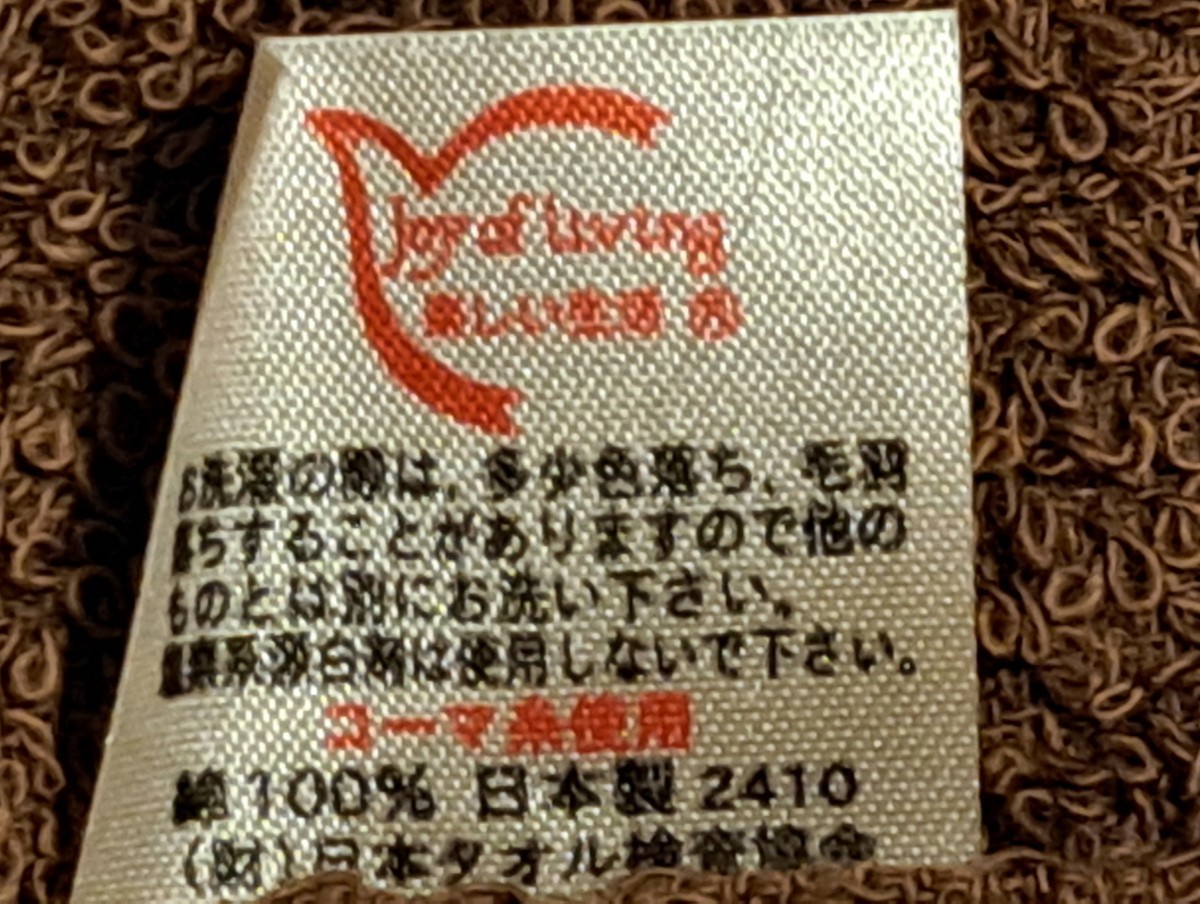 Joy of Living
楽しい生活 ®
お洗濯の際は、多少色落ち、毛羽
落ちすることがありますので他の
ものとは別にお洗い下さい。
塩素系漂白剤は使用しないで下さい。
コーマ糸使用
綿100% 日本製 2410
(財)日本タオル検査協会